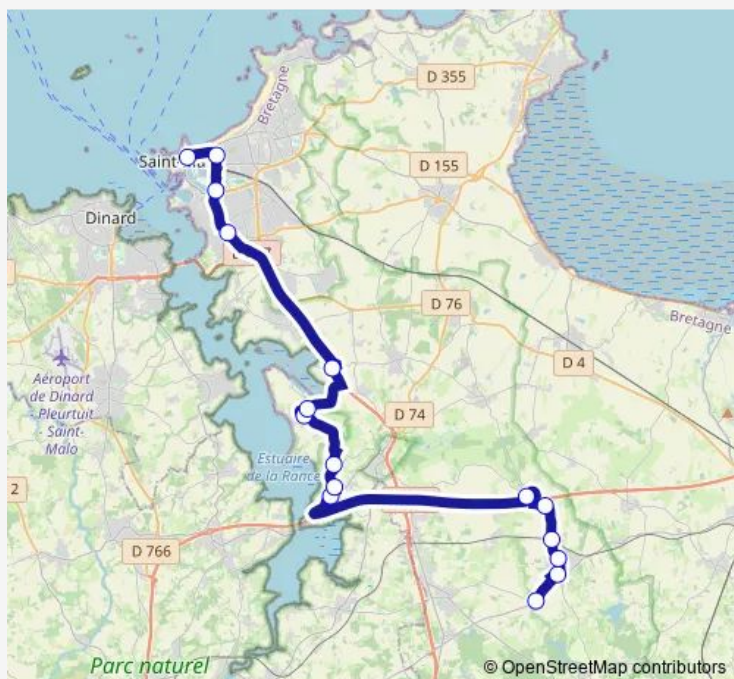 D 355
Bretagne
Saint-
D 155
Dinard
D 76
Bretagne
D 4
Aéroport
de Dinard
- Pleurtuit
- Saint-
Malo
D 74
Estuaire
de la Rance
2
D 766
Parc naturel
© OpenStreetMap contributors